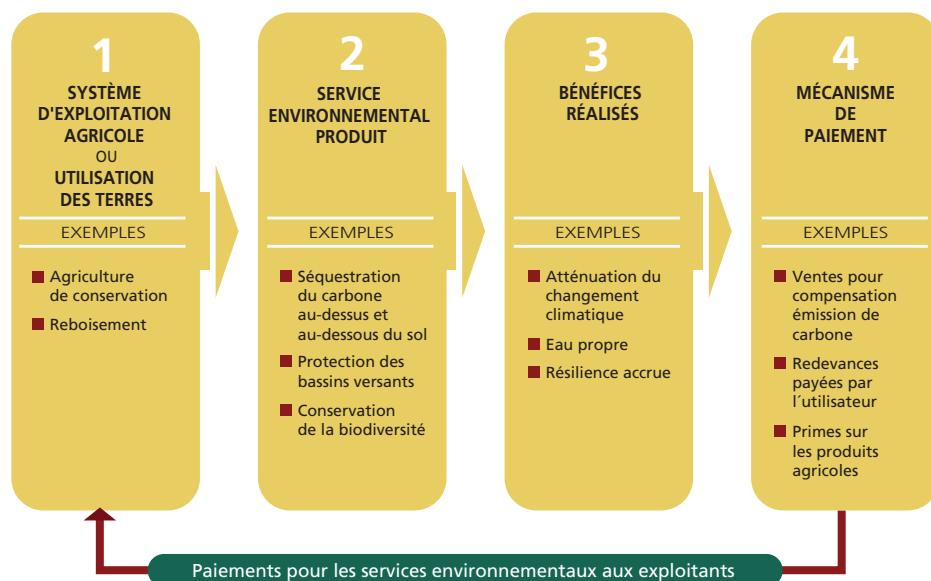 1
SYSTÈME
D'EXPLOITATION
AGRICOLE
OU
UTILISATION
DES TERRES
EXEMPLES
Agriculture
de conservation
Reboisement
2
SERVICE
ENVIRONNEMENTAL
PRODUIT
EXEMPLES
Séquestration
du carbone
au-dessus et
au-dessous du sol
Protection des
bassins versants
Conservation
de la biodiversité
3
BÉNÉFICES
RÉALISÉS
EXEMPLES
Atténuation du
changement
climatique
Eau propre
Résilience accrue
4
MÉCANISME
DE
PAIEMENT
EXEMPLES
Ventes pour
compensation
émission de
carbone
Redevances
payées par
l´utilisateur
Primes sur
les produits
agricoles
Paiements pour les services environnementaux aux exploitants